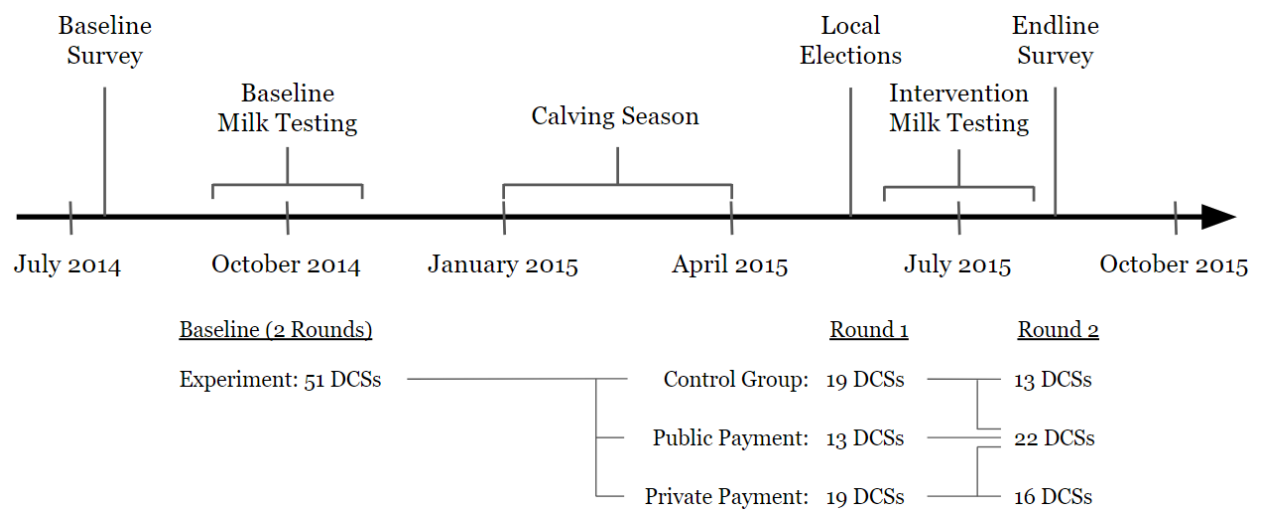 Baseline
Survey
Baseline
Milk Testing
Calving Season
Local
Elections
Intervention
Milk Testing
Endline
Survey
July 2014
October 2014
January 2015
April 2015
July 2015
October 2015
Baseline (2 Rounds)
Round 1
Round 2
Experiment: 51 DCSs
Control Group: 19 DCSs
13 DCSs
Public Payment: 13 DCSs
22 DCSs
Private Payment: 19 DCSs
16 DCSs